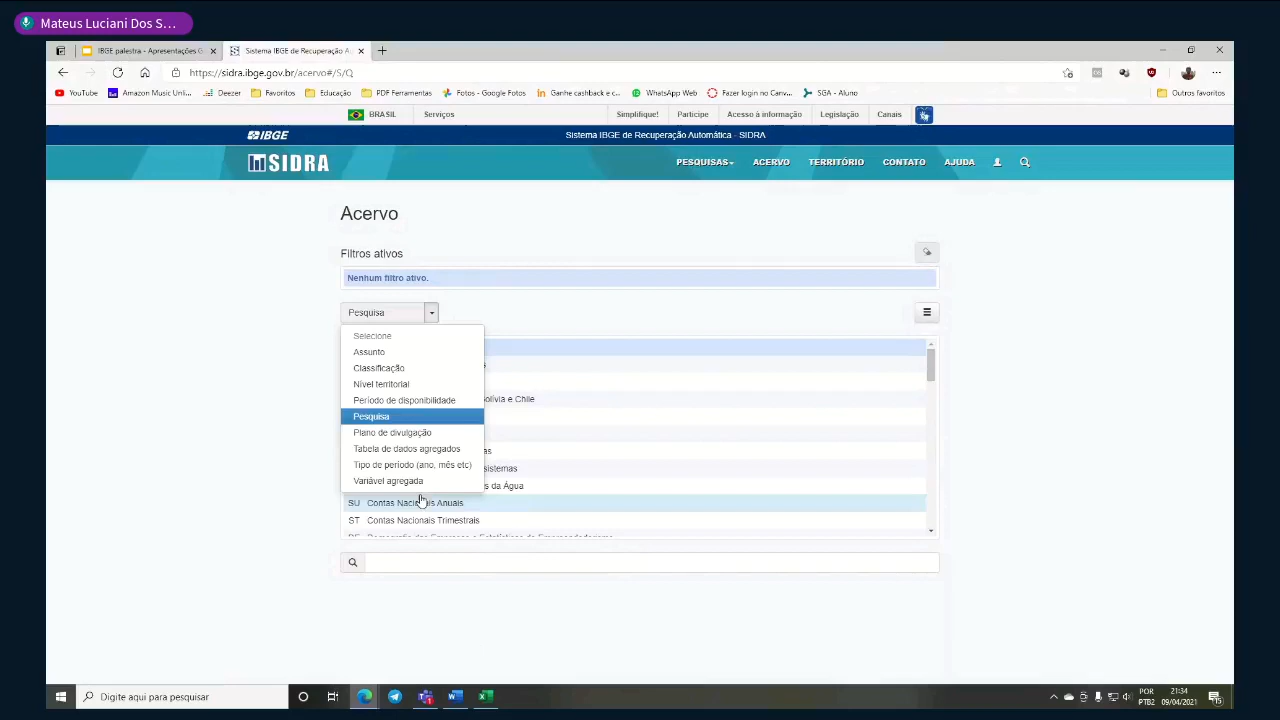 Mateus Luciani Dos S...
IBGE palestra - Apresentações G
Sistema IBGE de Recuperação Au
https://sidra.ibge.gov.br/acervo#/S/Q
YouTube
Amazon Music Unli...
Deezer
Favoritos
Educação
PDF Ferramentas
Fotos - Google Fotos
Ganhe cashback e c...
WhatsApp Web
Fazer login no Canv...
SGA - Aluno
Outros favoritos
BRASIL
Serviços
Simplifique!
Participe
Acesso à informação
Legislação
Canais
IBGE
Sistema IBGE de Recuperação Automática - SIDRA
SIDRA
PESQUISAS
ACERVO
TERRITÓRIO
CONTATO
AJUDA
Acervo
Filtros ativos
Nenhum filtro ativo.
Pesquisa
Selecione
Assunto
Classificação
Nível territorial
Período de disponibilidade
olívia e Chile
Pesquisa
Plano de divulgação
Tabela de dados agregados
as
Tipo de período (ano, mês etc)
sistemas
Variável agregada
s da Água
SU Contas Nacionais Anuais
ST Contas Nacionais Trimestrais
Digite aqui para pesquisar
POR
PTB2
21:34
09/04/2021
15